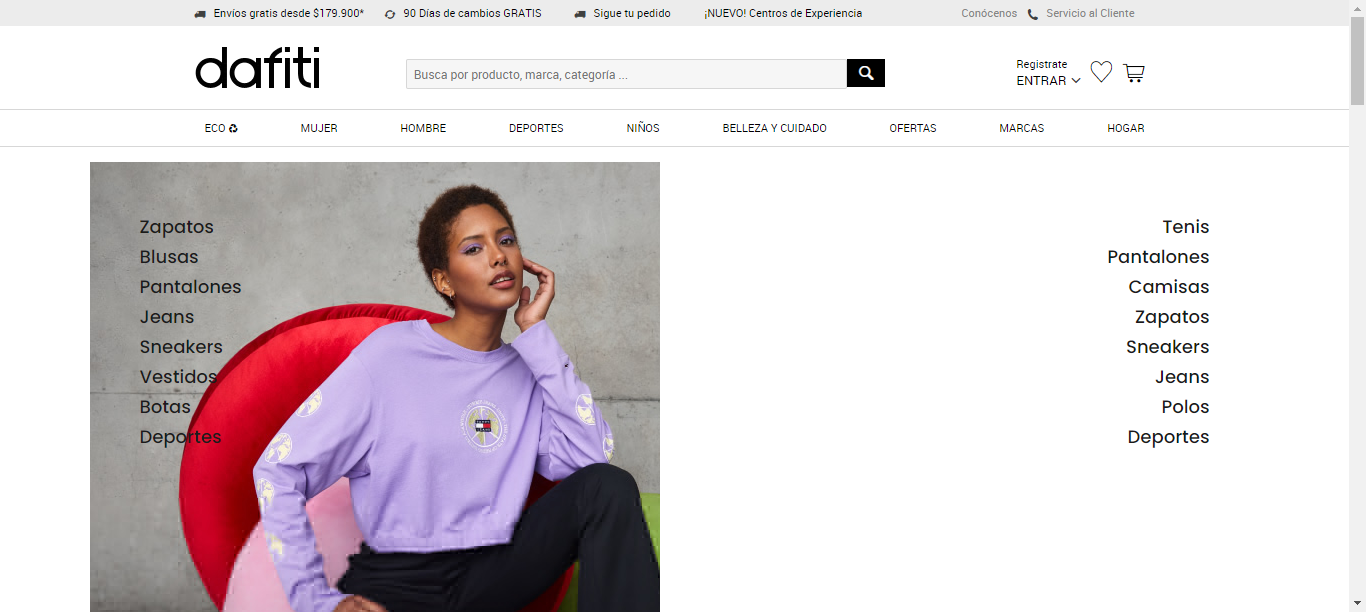 Envíos gratis desde $179.900*
90 Días de cambios GRATIS
Sigue tu pedido
¡NUEVO! Centros de Experiencia
Conócenos
Servicio al Cliente
dafiti
Busca por producto, marca, categoría ...
Registrate
ENTRAR
ECO
MUJER
HOMBRE
DEPORTES
NIÑOS
BELLEZA Y CUIDADO
OFERTAS
MARCAS
HOGAR
Zapatos
Blusas
Pantalones
Jeans
Sneakers
Vestidos
Botas
Deportes
Tenis
Pantalones
Camisas
Zapatos
Sneakers
Jeans
Polos
Deportes